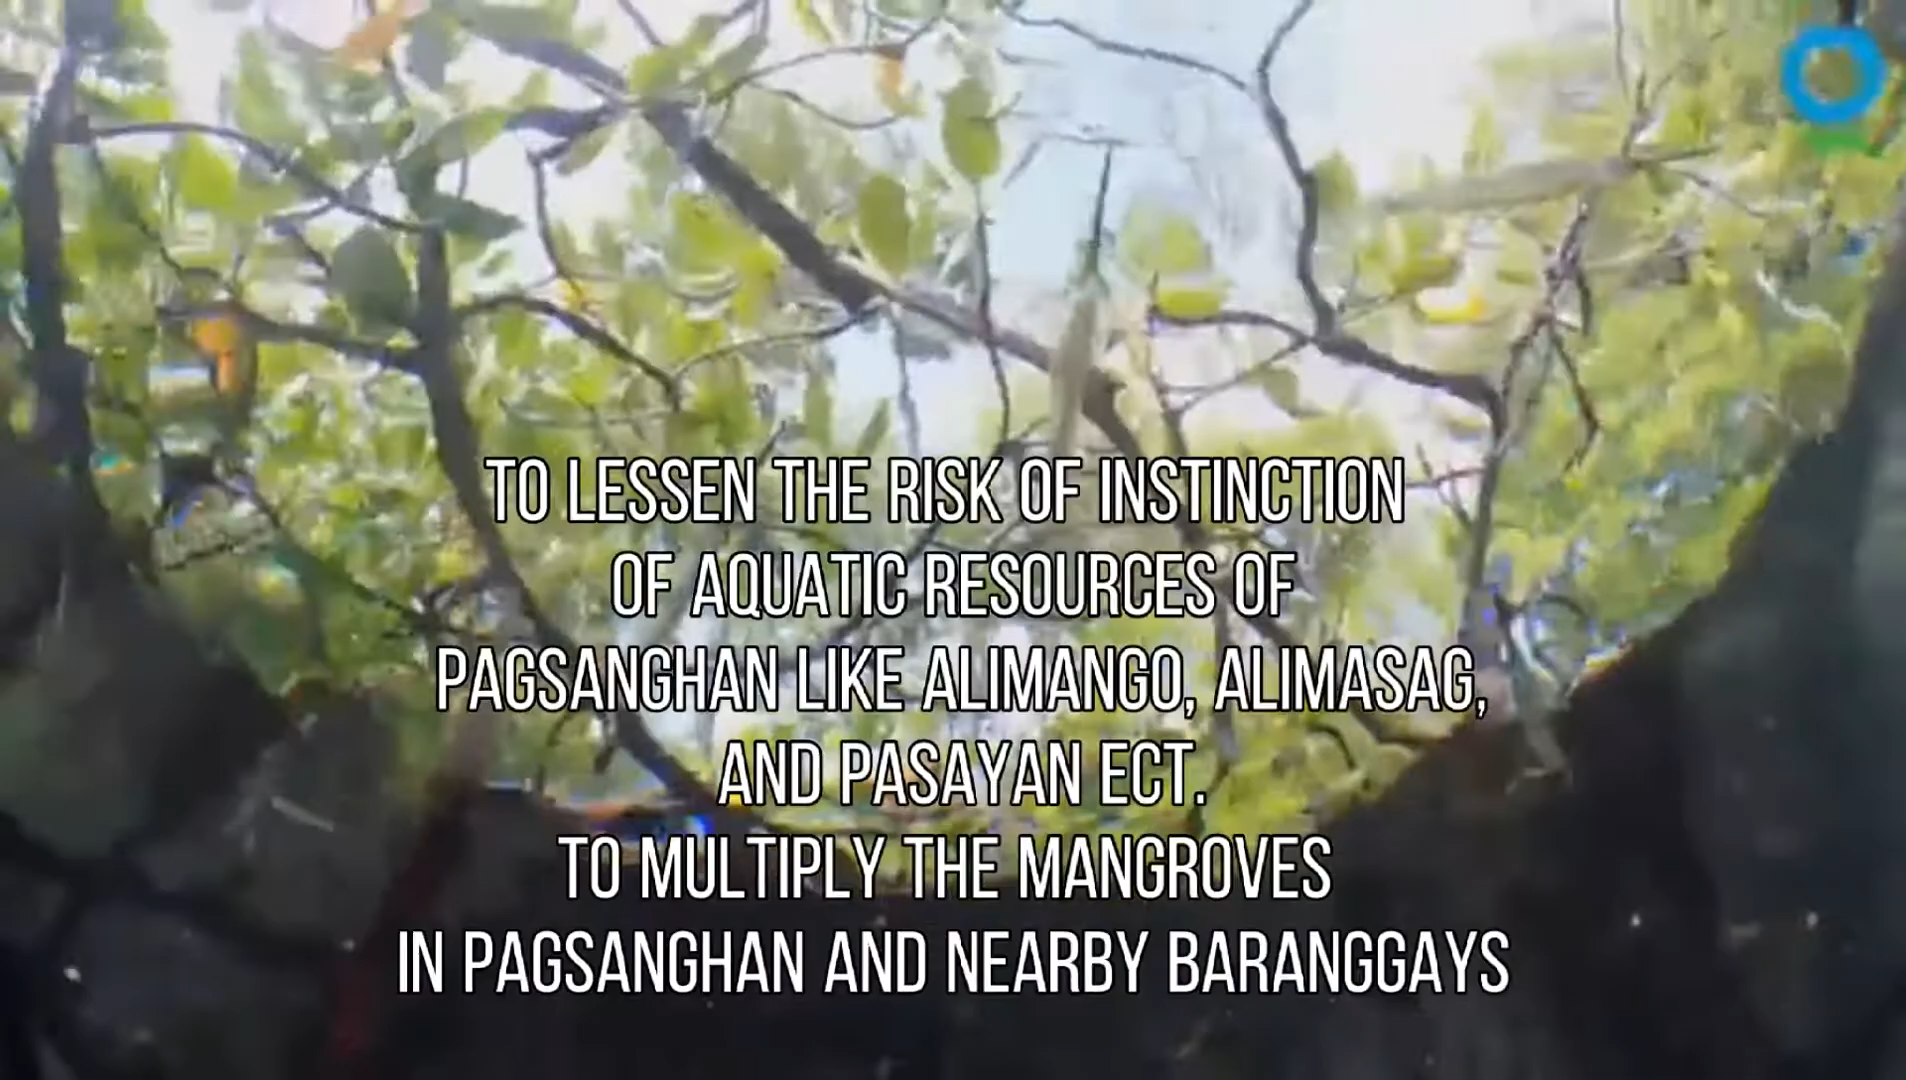 TO LESSEN THE RISK OF INSTINCTION
OF AQUATIC RESOURCES OF
PAGSANGHAN LIKE ALIMANGO, ALIMASAG,
AND PASAYAN ECT.
TO MULTIPLY THE MANGROVES
IN PAGSANGHAN AND NEARBY BARANGGAYS